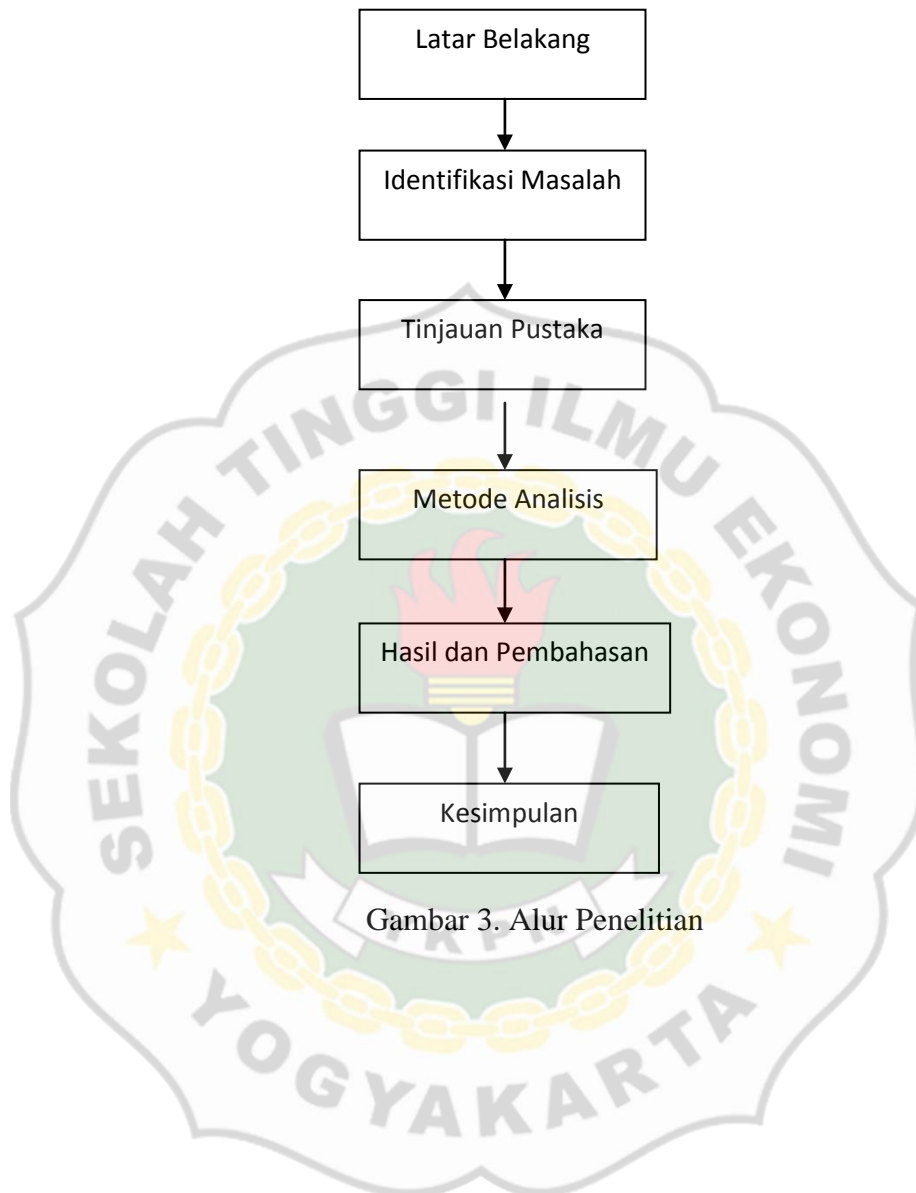 Latar Belakang
Identifikasi Masalah
Tinjauan Pustaka
Metode Analisis
Hasil dan Pembahasan
Kesimpulan
Gambar 3. Alur Penelitian
SEKOLAH TINGGI ILMU EKONOMI
YKPN
YOGYAKARTA